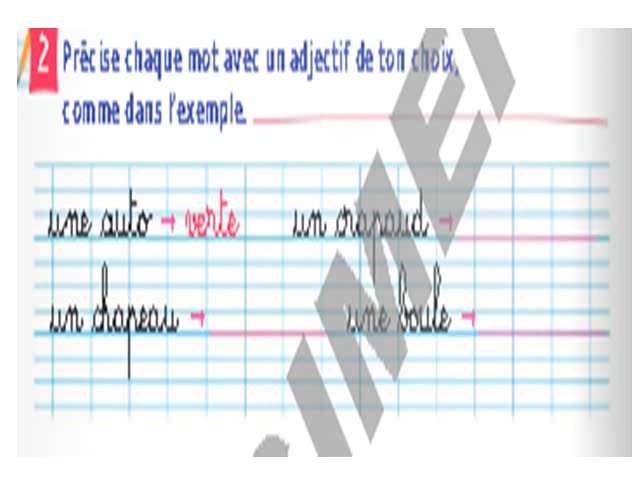 2 Précise chaque mot avec un adjectif de ton choix,
comme dans l'exemple.
une auto → verte un crapaud →
un chapeau → une boule →